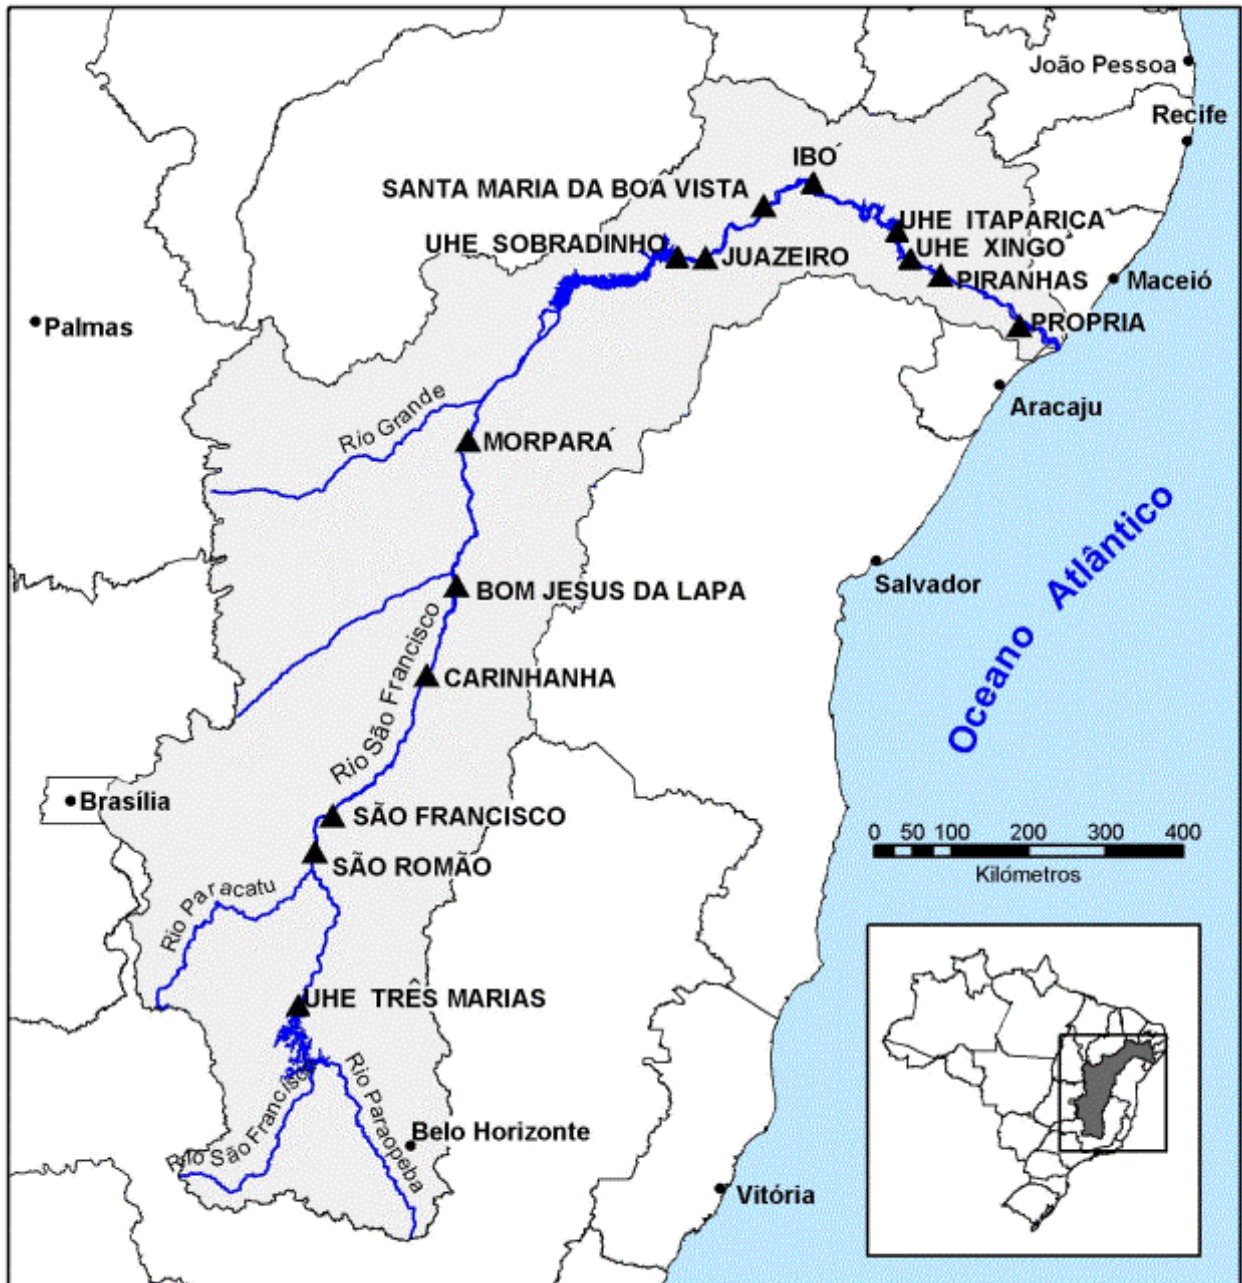 João Pessoa
Recife
IBÓ
SANTA MARIA DA BOA VISTA
UHE ITAPARICA
UHE SOBRADINHO
JUAZEIRO
UHE XINGÓ
PIRANHAS
Maceió
PROPRIA
Palmas
Aracaju
Rio Grande
MORPARÁ
Oceano Atlântico
Salvador
BOM JESUS DA LAPA
CARINHANHA
Rio São Francisco
Brasília
SÃO FRANCISCO
0 50 100 200 300 400
Kilómetros
SÃO ROMÃO
Rio Paracatu
UHE TRÊS MARIAS
Rio São Francisco
Rio Paraopeba
Belo Horizonte
Vitória